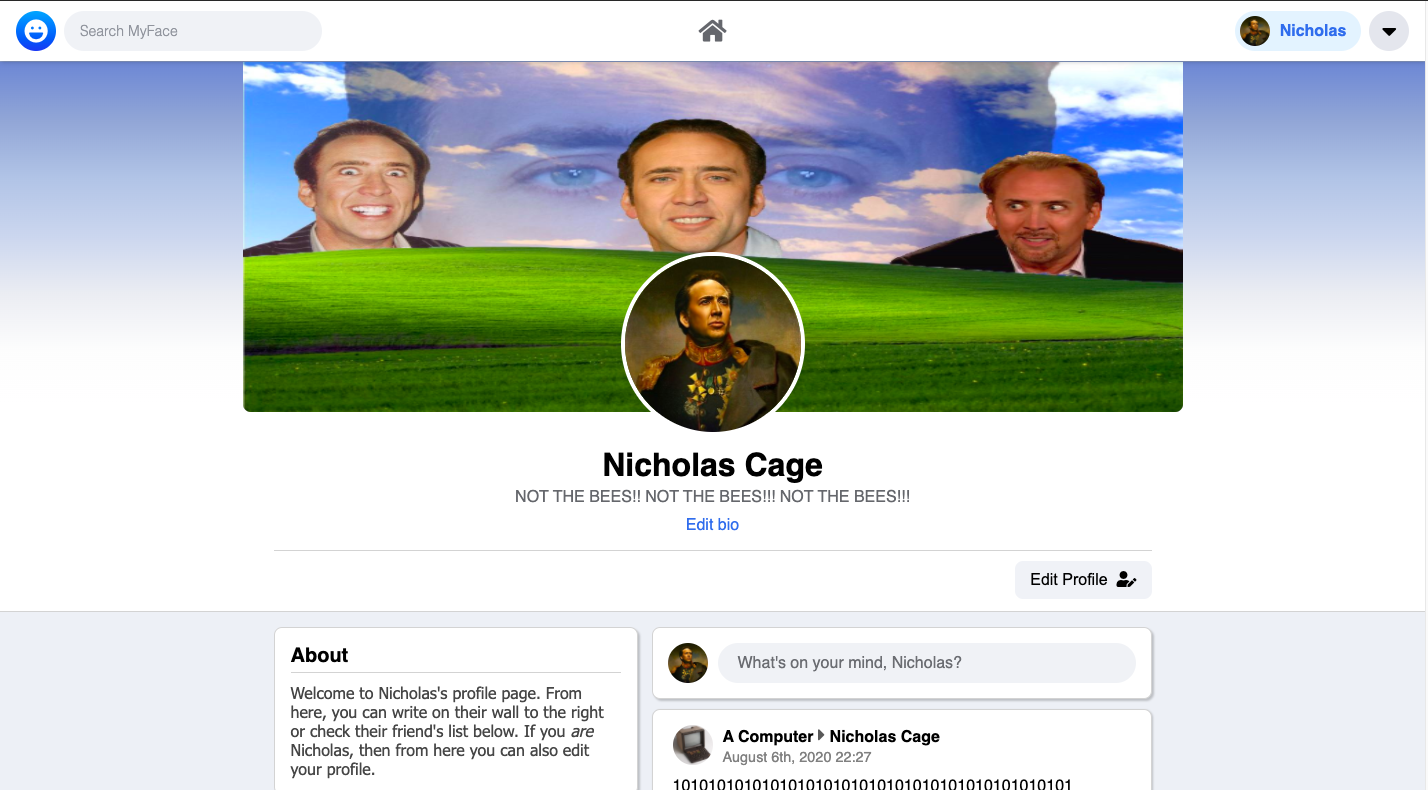 Search MyFace
Nicholas
Nicholas Cage
NOT THE BEES!! NOT THE BEES!!! NOT THE BEES!!!
Edit bio
Edit Profile
About
Welcome to Nicholas's profile page. From
here, you can write on their wall to the right
or check their friend's list below. If you are
Nicholas, then from here you can also edit
your profile.
What's on your mind, Nicholas?
A Computer Nicholas Cage
August 6th, 2020 22:27